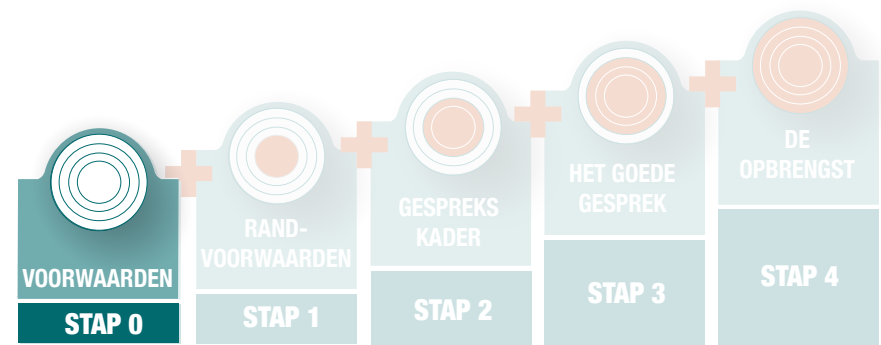 VOORWAARDEN
STAP 0
RAND-
VOORWAARDEN
STAP 1
GESPREKS
KADER
STAP 2
HET GOEDE
GESPREK
STAP 3
DE
OPBRENGST
STAP 4